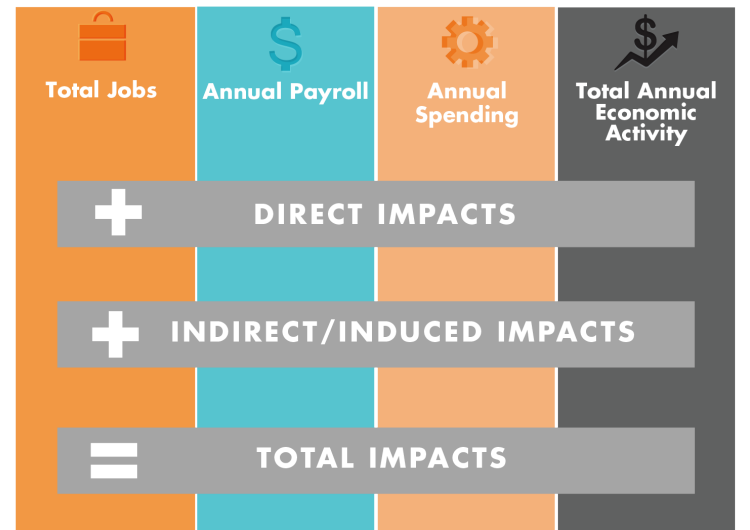 Total Jobs
Annual Payroll
Annual
Spending
Total Annual
Economic
Activity
+ DIRECT IMPACTS
+ INDIRECT/INDUCED IMPACTS
= TOTAL IMPACTS